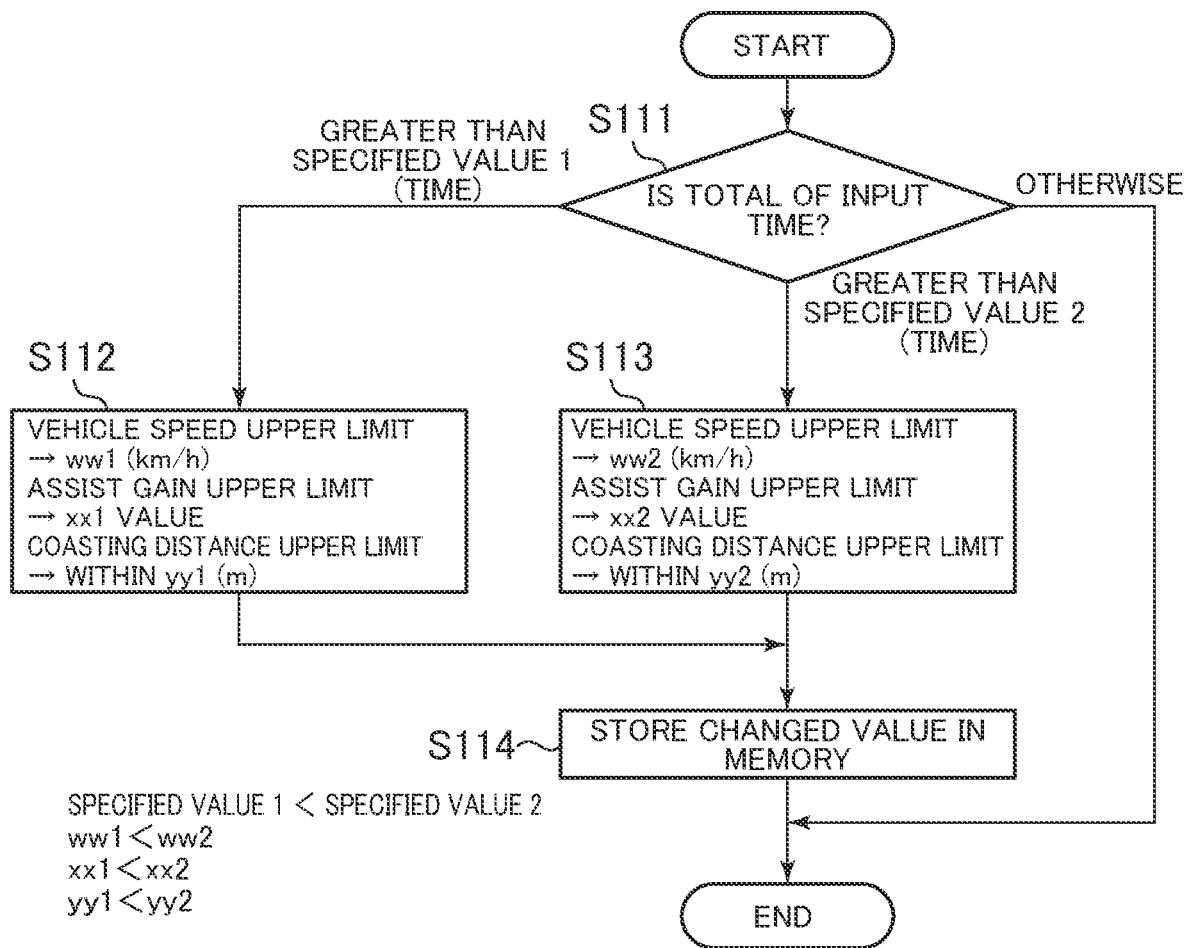 START
S111
GREATER THAN
SPECIFIED VALUE 1
(TIME)
IS TOTAL OF INPUT
TIME?
OTHERWISE
GREATER THAN
SPECIFIED VALUE 2
(TIME)
S112
VEHICLE SPEED UPPER LIMIT
→ ww1 (km/h)
ASSIST GAIN UPPER LIMIT
→ xx1 VALUE
COASTING DISTANCE UPPER LIMIT
→ WITHIN yy1 (m)
S113
VEHICLE SPEED UPPER LIMIT
→ ww2 (km/h)
ASSIST GAIN UPPER LIMIT
→ xx2 VALUE
COASTING DISTANCE UPPER LIMIT
→ WITHIN yy2 (m)
S114
STORE CHANGED VALUE IN
MEMORY
SPECIFIED VALUE 1 < SPECIFIED VALUE 2
ww1<ww2
xx1<xx2
yy1<yy2
END